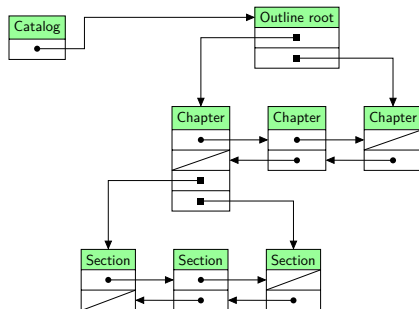 Outline root
Catalog
Chapter
Chapter
Chapter
Section
Section
Section